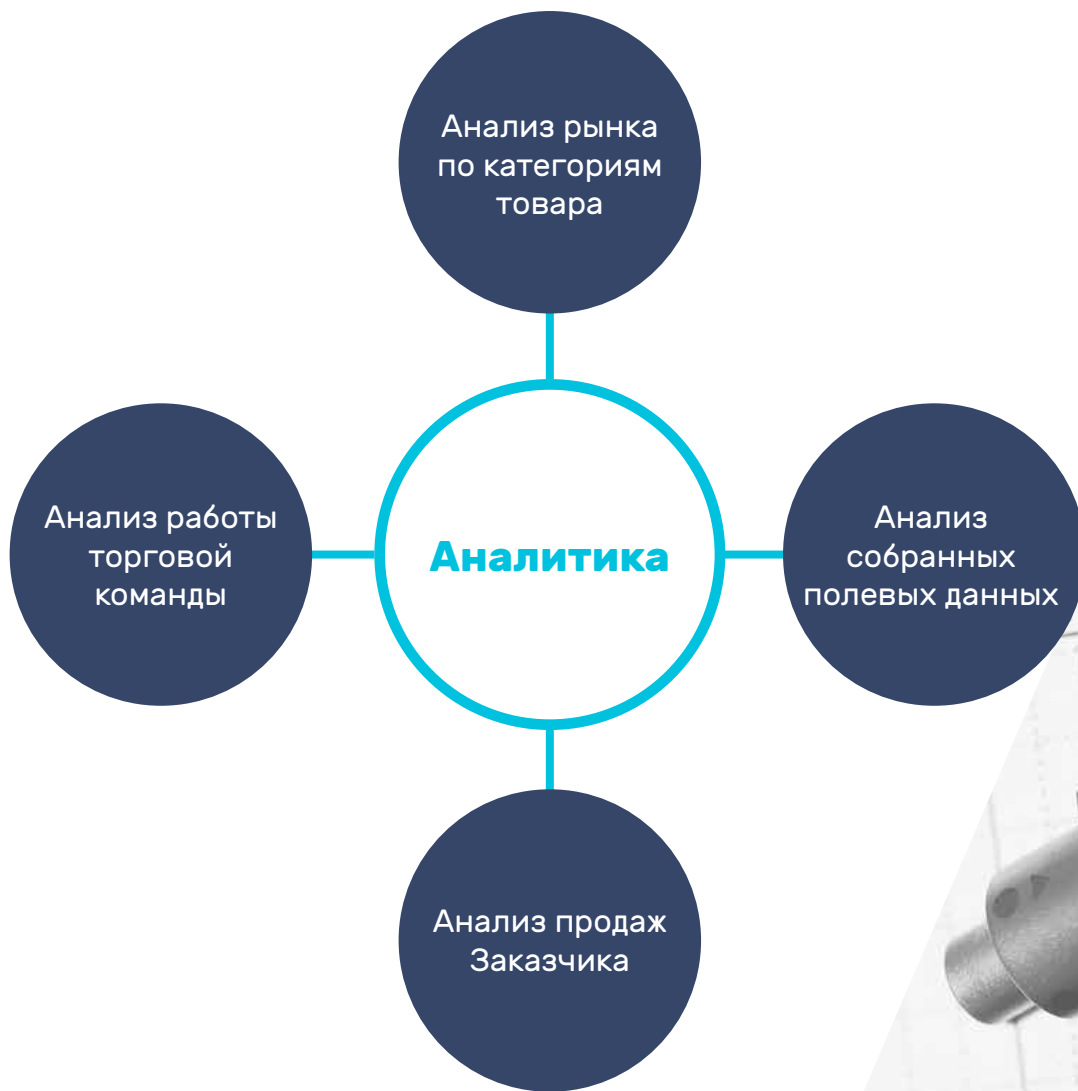 Анализ рынка
по категориям
товара
Анализ работы
торговой
команды
Аналитика
Анализ
собранных
полевых данных
Анализ продаж
Заказчика